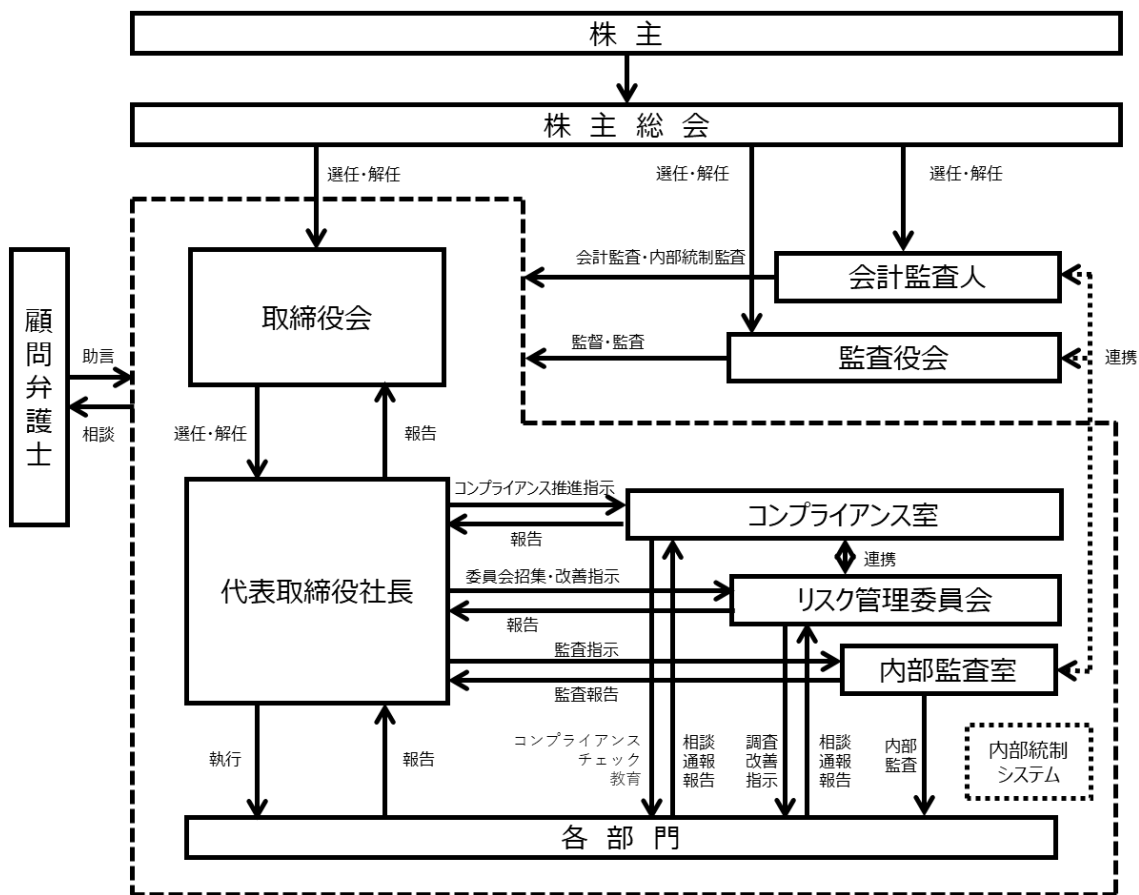 株主
株主総会
選任・解任
選任・解任
選任・解任
会計監査・内部統制監査
会計監査人
取締役会
顧問弁護士
監督・監査
監査役会
助言
連携
相談
選任・解任
報告
コンプライアンス推進指示
コンプライアンス室
報告
連携
委員会招集・改善指示
代表取締役社長
リスク管理委員会
報告
監査指示
内部監査室
監査報告
執行
報告
コンプライアンス
チェック
教育
相談
通報
報告
調査
改善
指示
相談
通報
報告
内部
監査
内部統制
システム
各部門